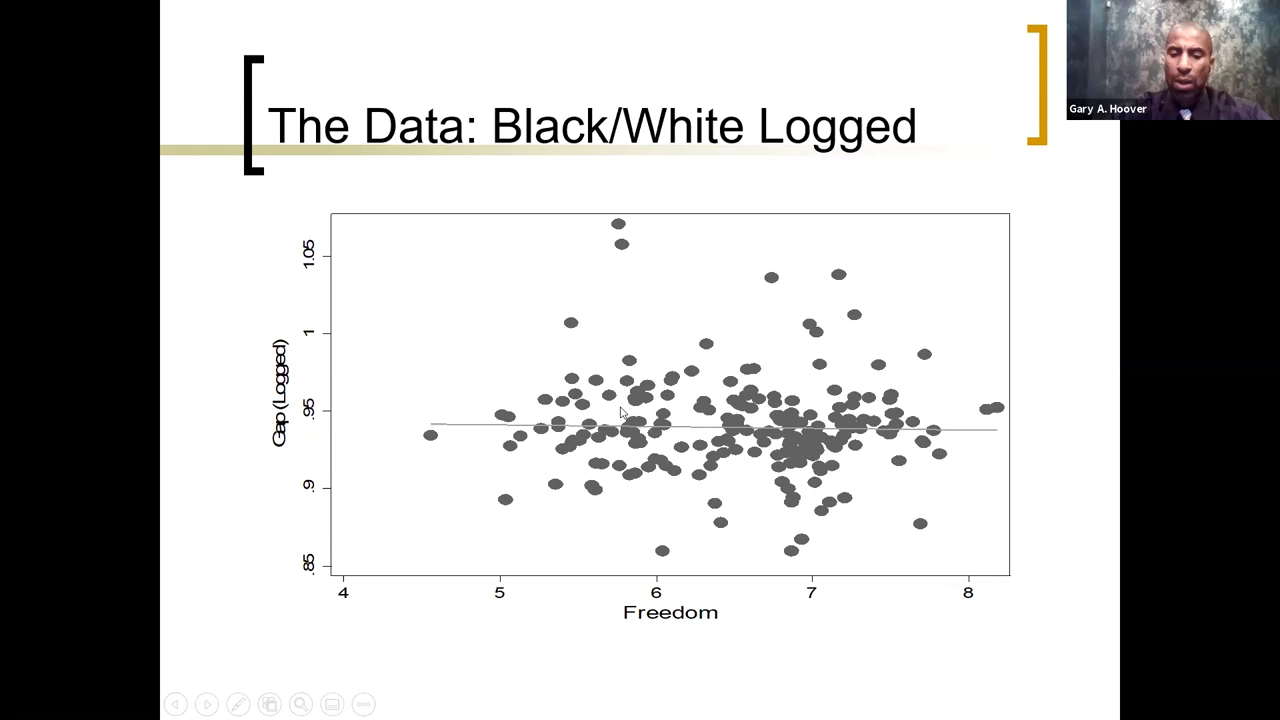 The Data: Black/White Logged
Gary A. Hoover
Gap (Logged)
1.05
1
.95
.9
.85
4 5 6 7 8
Freedom